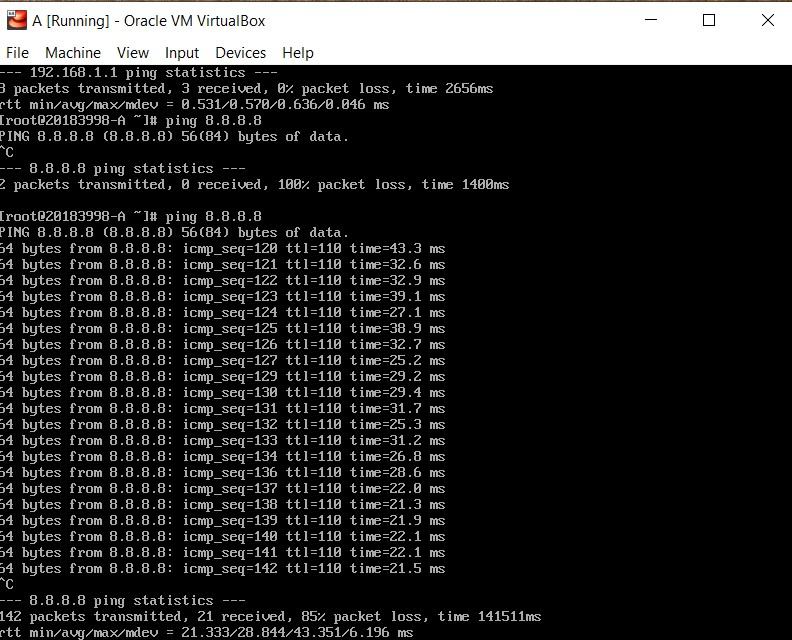 A [Running] - Oracle VM VirtualBox
File Machine View Input Devices Help
--- 192.168.1.1 ping statistics ---
3 packets transmitted, 3 received, 0% packet loss, time 2656ms
rtt min/avg/max/mdev = 0.531/0.570/0.636/0.046 ms
[root@20183998-A ~]# ping 8.8.8.8
PING 8.8.8.8 (8.8.8.8) 56(84) bytes of data.
^C
--- 8.8.8.8 ping statistics ---
2 packets transmitted, 0 received, 100% packet loss, time 1400ms
[root@20183998-A ~]# ping 8.8.8.8
PING 8.8.8.8 (8.8.8.8) 56(84) bytes of data.
64 bytes from 8.8.8.8: icmp_seq=120 ttl=110 time=43.3 ms
64 bytes from 8.8.8.8: icmp_seq=121 ttl=110 time=32.6 ms
64 bytes from 8.8.8.8: icmp_seq=122 ttl=110 time=32.9 ms
64 bytes from 8.8.8.8: icmp_seq=123 ttl=110 time=39.1 ms
64 bytes from 8.8.8.8: icmp_seq=124 ttl=110 time=27.1 ms
64 bytes from 8.8.8.8: icmp_seq=125 ttl=110 time=38.9 ms
64 bytes from 8.8.8.8: icmp_seq=126 ttl=110 time=32.7 ms
64 bytes from 8.8.8.8: icmp_seq=127 ttl=110 time=25.2 ms
64 bytes from 8.8.8.8: icmp_seq=129 ttl=110 time=29.2 ms
64 bytes from 8.8.8.8: icmp_seq=130 ttl=110 time=29.4 ms
64 bytes from 8.8.8.8: icmp_seq=131 ttl=110 time=31.7 ms
64 bytes from 8.8.8.8: icmp_seq=132 ttl=110 time=25.3 ms
64 bytes from 8.8.8.8: icmp_seq=133 ttl=110 time=31.2 ms
64 bytes from 8.8.8.8: icmp_seq=134 ttl=110 time=26.8 ms
64 bytes from 8.8.8.8: icmp_seq=136 ttl=110 time=28.6 ms
64 bytes from 8.8.8.8: icmp_seq=137 ttl=110 time=22.0 ms
64 bytes from 8.8.8.8: icmp_seq=138 ttl=110 time=21.3 ms
64 bytes from 8.8.8.8: icmp_seq=139 ttl=110 time=21.9 ms
64 bytes from 8.8.8.8: icmp_seq=140 ttl=110 time=22.1 ms
64 bytes from 8.8.8.8: icmp_seq=141 ttl=110 time=22.1 ms
64 bytes from 8.8.8.8: icmp_seq=142 ttl=110 time=21.5 ms
^C
--- 8.8.8.8 ping statistics ---
142 packets transmitted, 21 received, 85% packet loss, time 141511ms
rtt min/avg/max/mdev = 21.333/28.844/43.351/6.196 ms